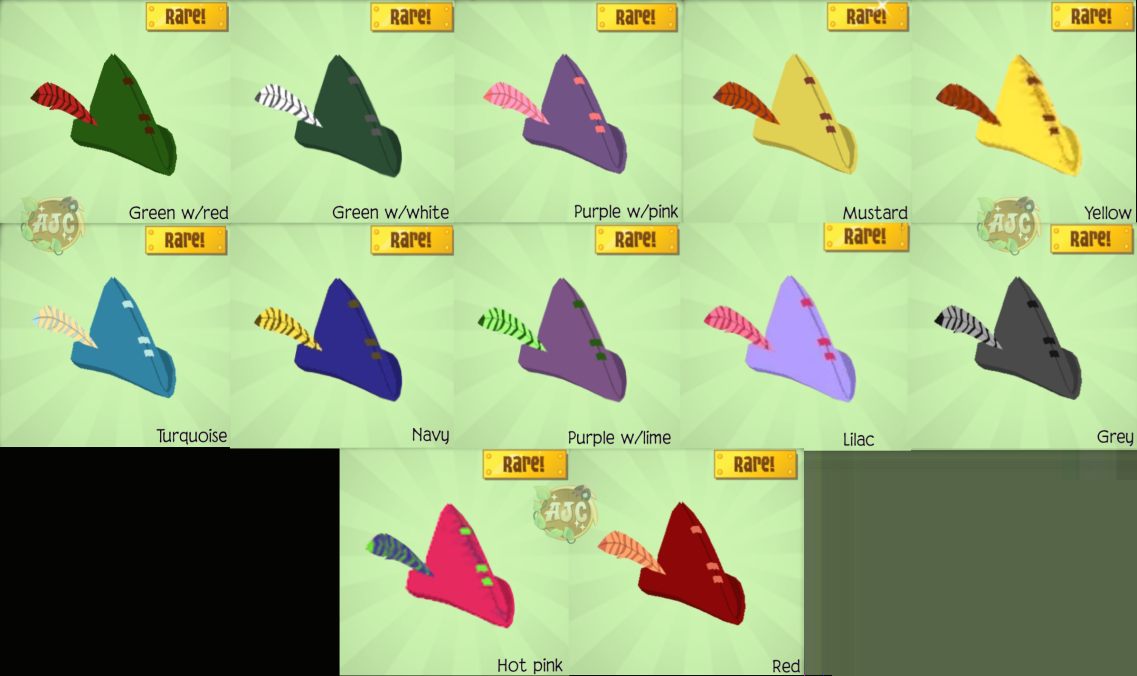 Rare!
Rare!
Rare!
Rare!
Rare!
Green w/red
Green w/white
Purple w/pink
Mustard
Yellow
AJC
AJC
Rare!
Rare!
Rare!
Rare!
Rare!
Turquoise
Navy
Purple w/lime
Lilac
Grey
Rare!
Rare!
AJC
Hot pink
Red